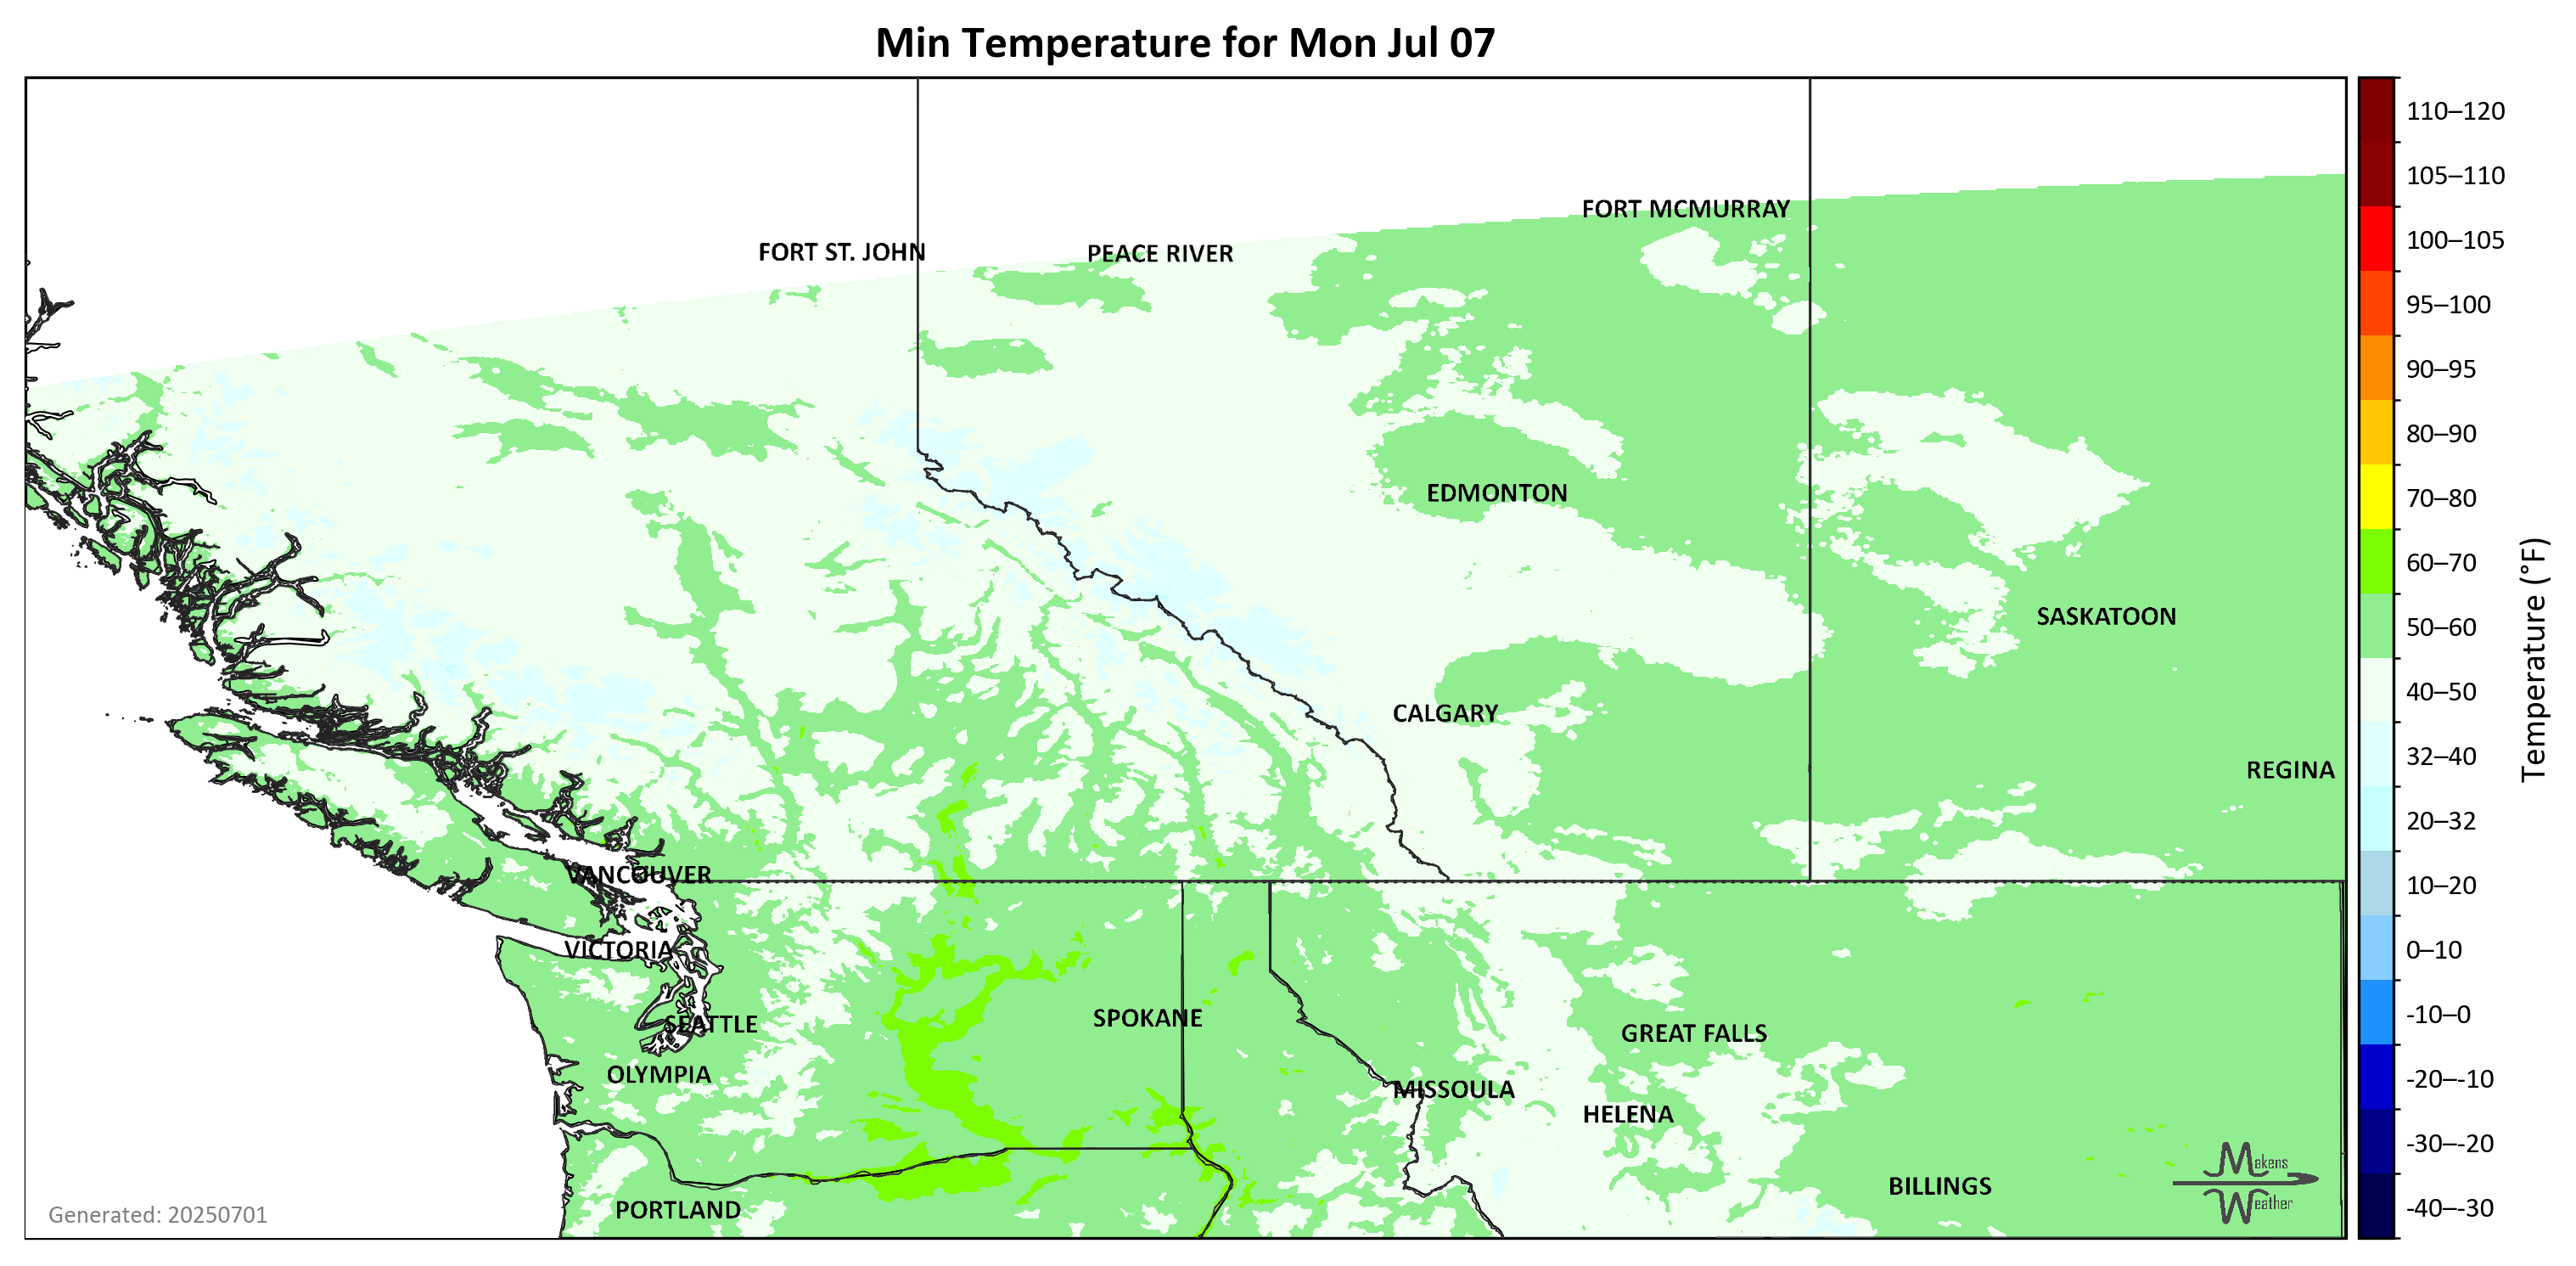 Min Temperature for Mon Jul 07
110–120
105–110
FORT MCMURRAY
100–105
FORT ST. JOHN
PEACE RIVER
95–100
90–95
80–90
EDMONTON
70–80
60–70
50–60
SASKATOON
Temperature (°F)
40–50
CALGARY
32–40
REGINA
20–32
VANCOUVER
10–20
VICTORIA
0–10
SPOKANE
SEATTLE
-10–0
GREAT FALLS
OLYMPIA
-20–-10
MISSOULA
HELENA
-30–-20
Makens
Weather
BILLINGS
PORTLAND
-40–-30
Generated: 20250701